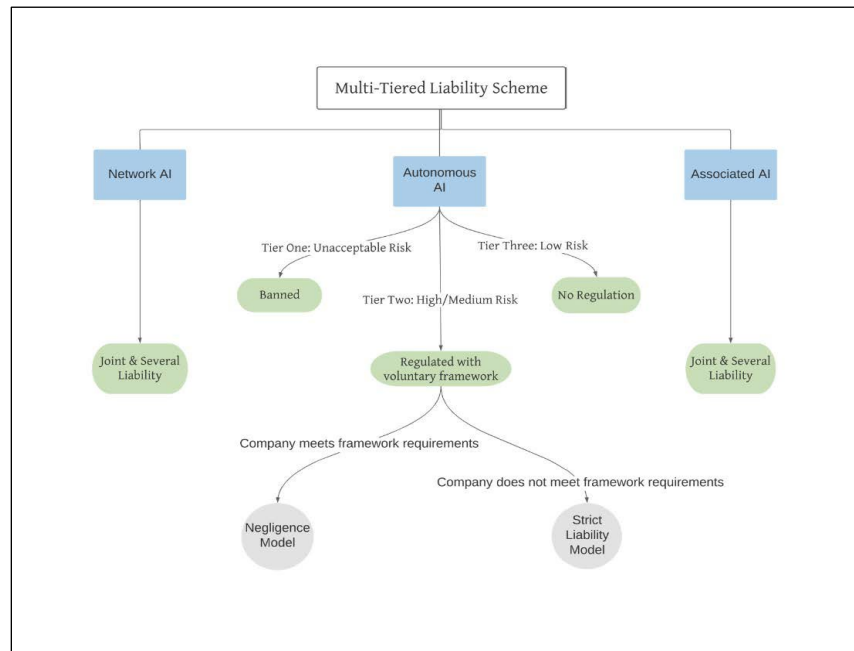 Multi-Tiered Liability Scheme
Network AI
Autonomous
AI
Associated AI
Tier One: Unacceptable Risk
Tier Three: Low Risk
Banned
Tier Two: High/Medium Risk
No Regulation
Joint & Several
Liability
Regulated with
voluntary framework
Joint & Several
Liability
Company meets framework requirements
Company does not meet framework requirements
Negligence
Model
Strict
Liability
Model